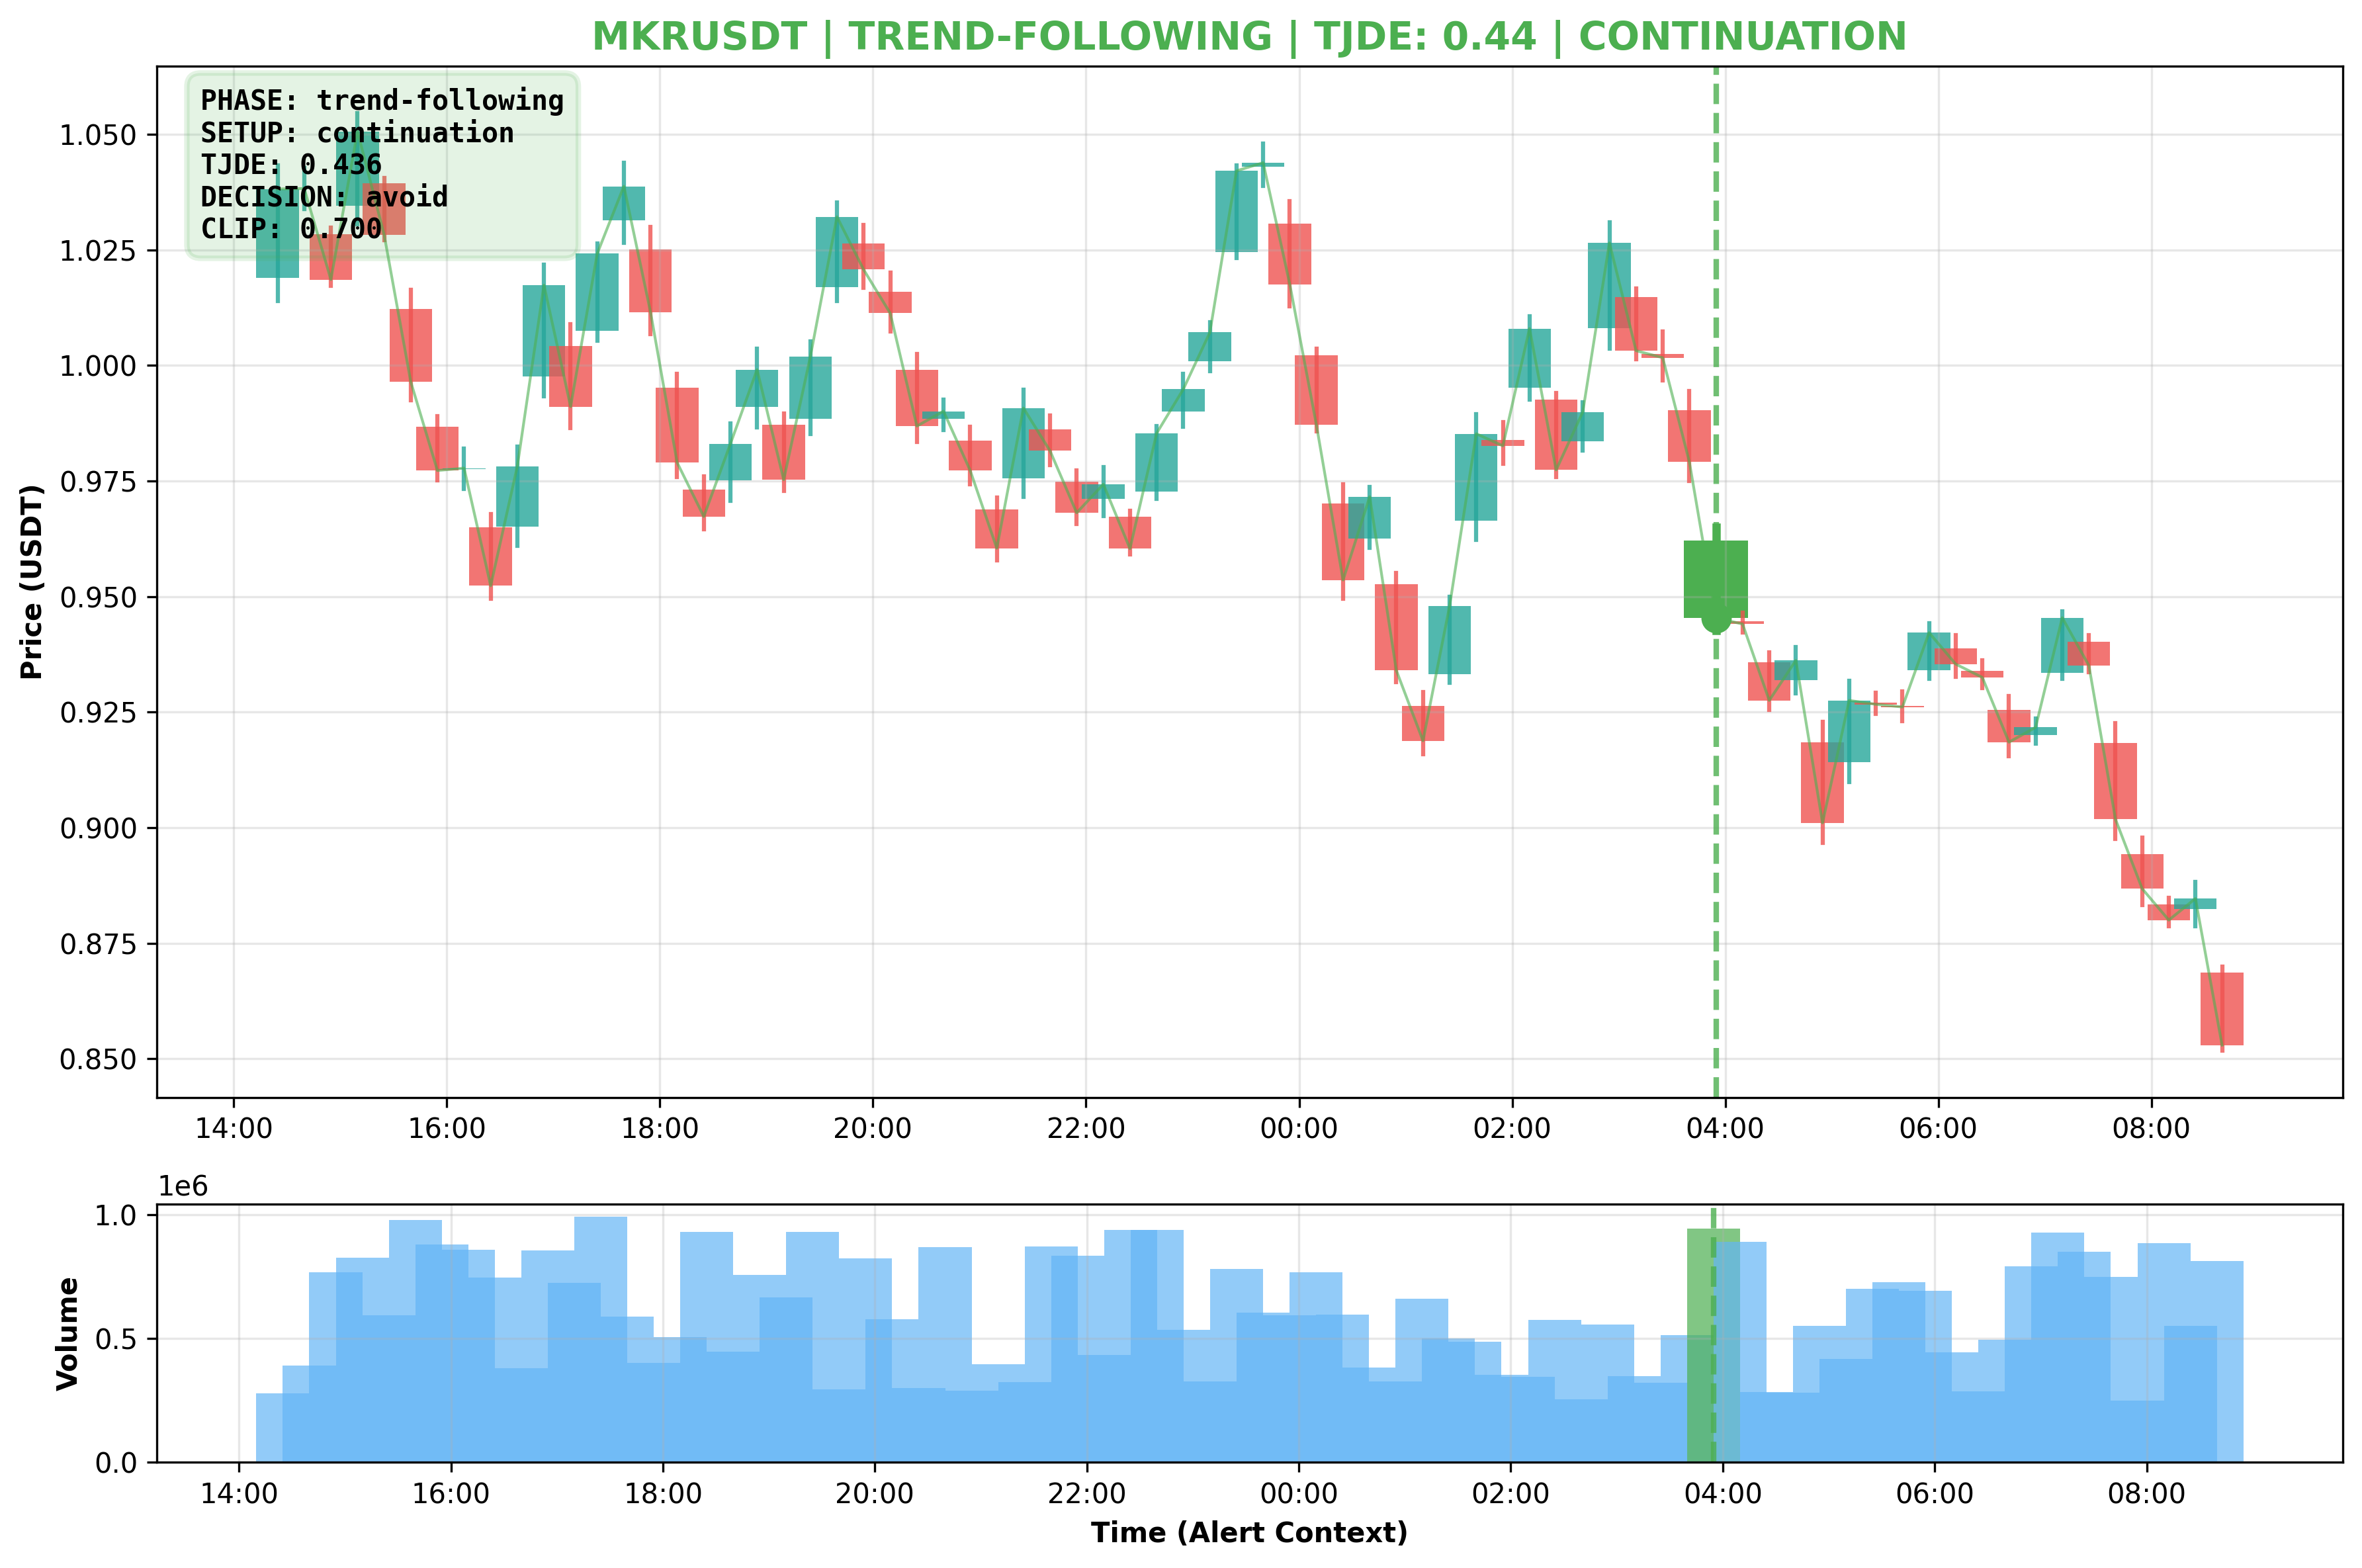 MKRUSDT | TREND-FOLLOWING | TJDE: 0.44 | CONTINUATION
PHASE: trend-following
SETUP: continuation
TJDE: 0.436
DECISION: avoid
CLIP: 0.700
Price (USDT)
1.050
1.025
1.000
0.975
0.950
0.925
0.900
0.875
0.850
14:00 16:00 18:00 20:00 22:00 00:00 02:00 04:00 06:00 08:00
1e6
Volume
1.0
0.5
0.0
14:00 16:00 18:00 20:00 22:00 00:00 02:00 04:00 06:00 08:00
Time (Alert Context)